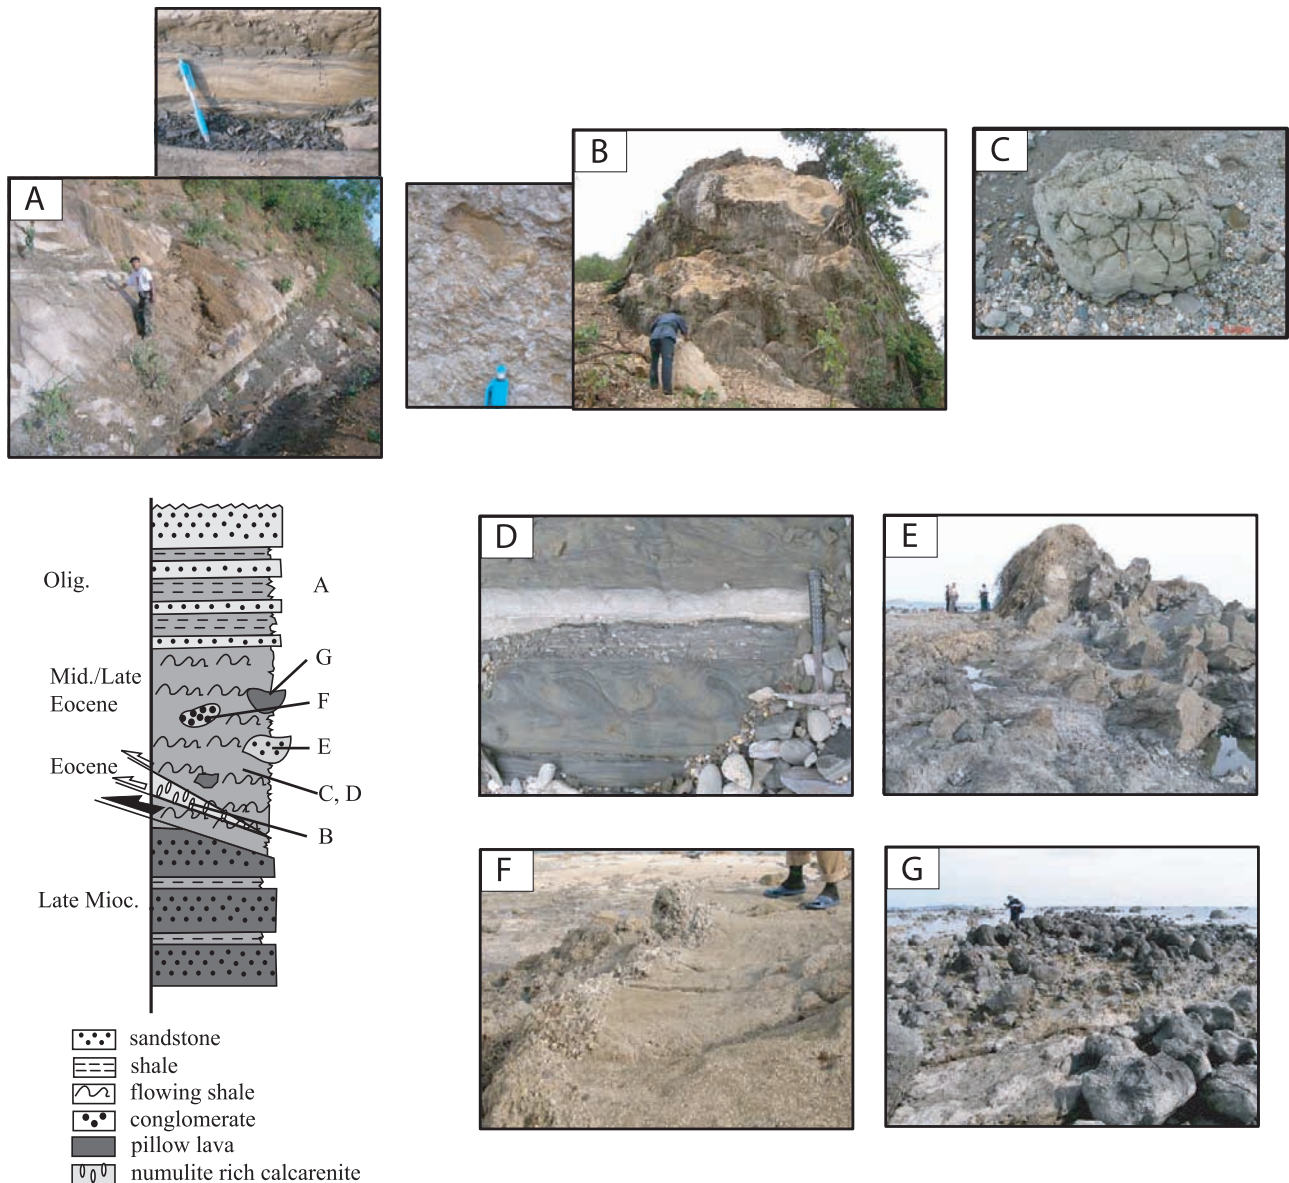 A
B
C
D
E
F
G
Olig.
A
Mid./Late
Eocene
G
F
E
Eocene
C, D
B
Late Mioc.
sandstone
shale
flowing shale
conglomerate
pillow lava
numulite rich calcarenite